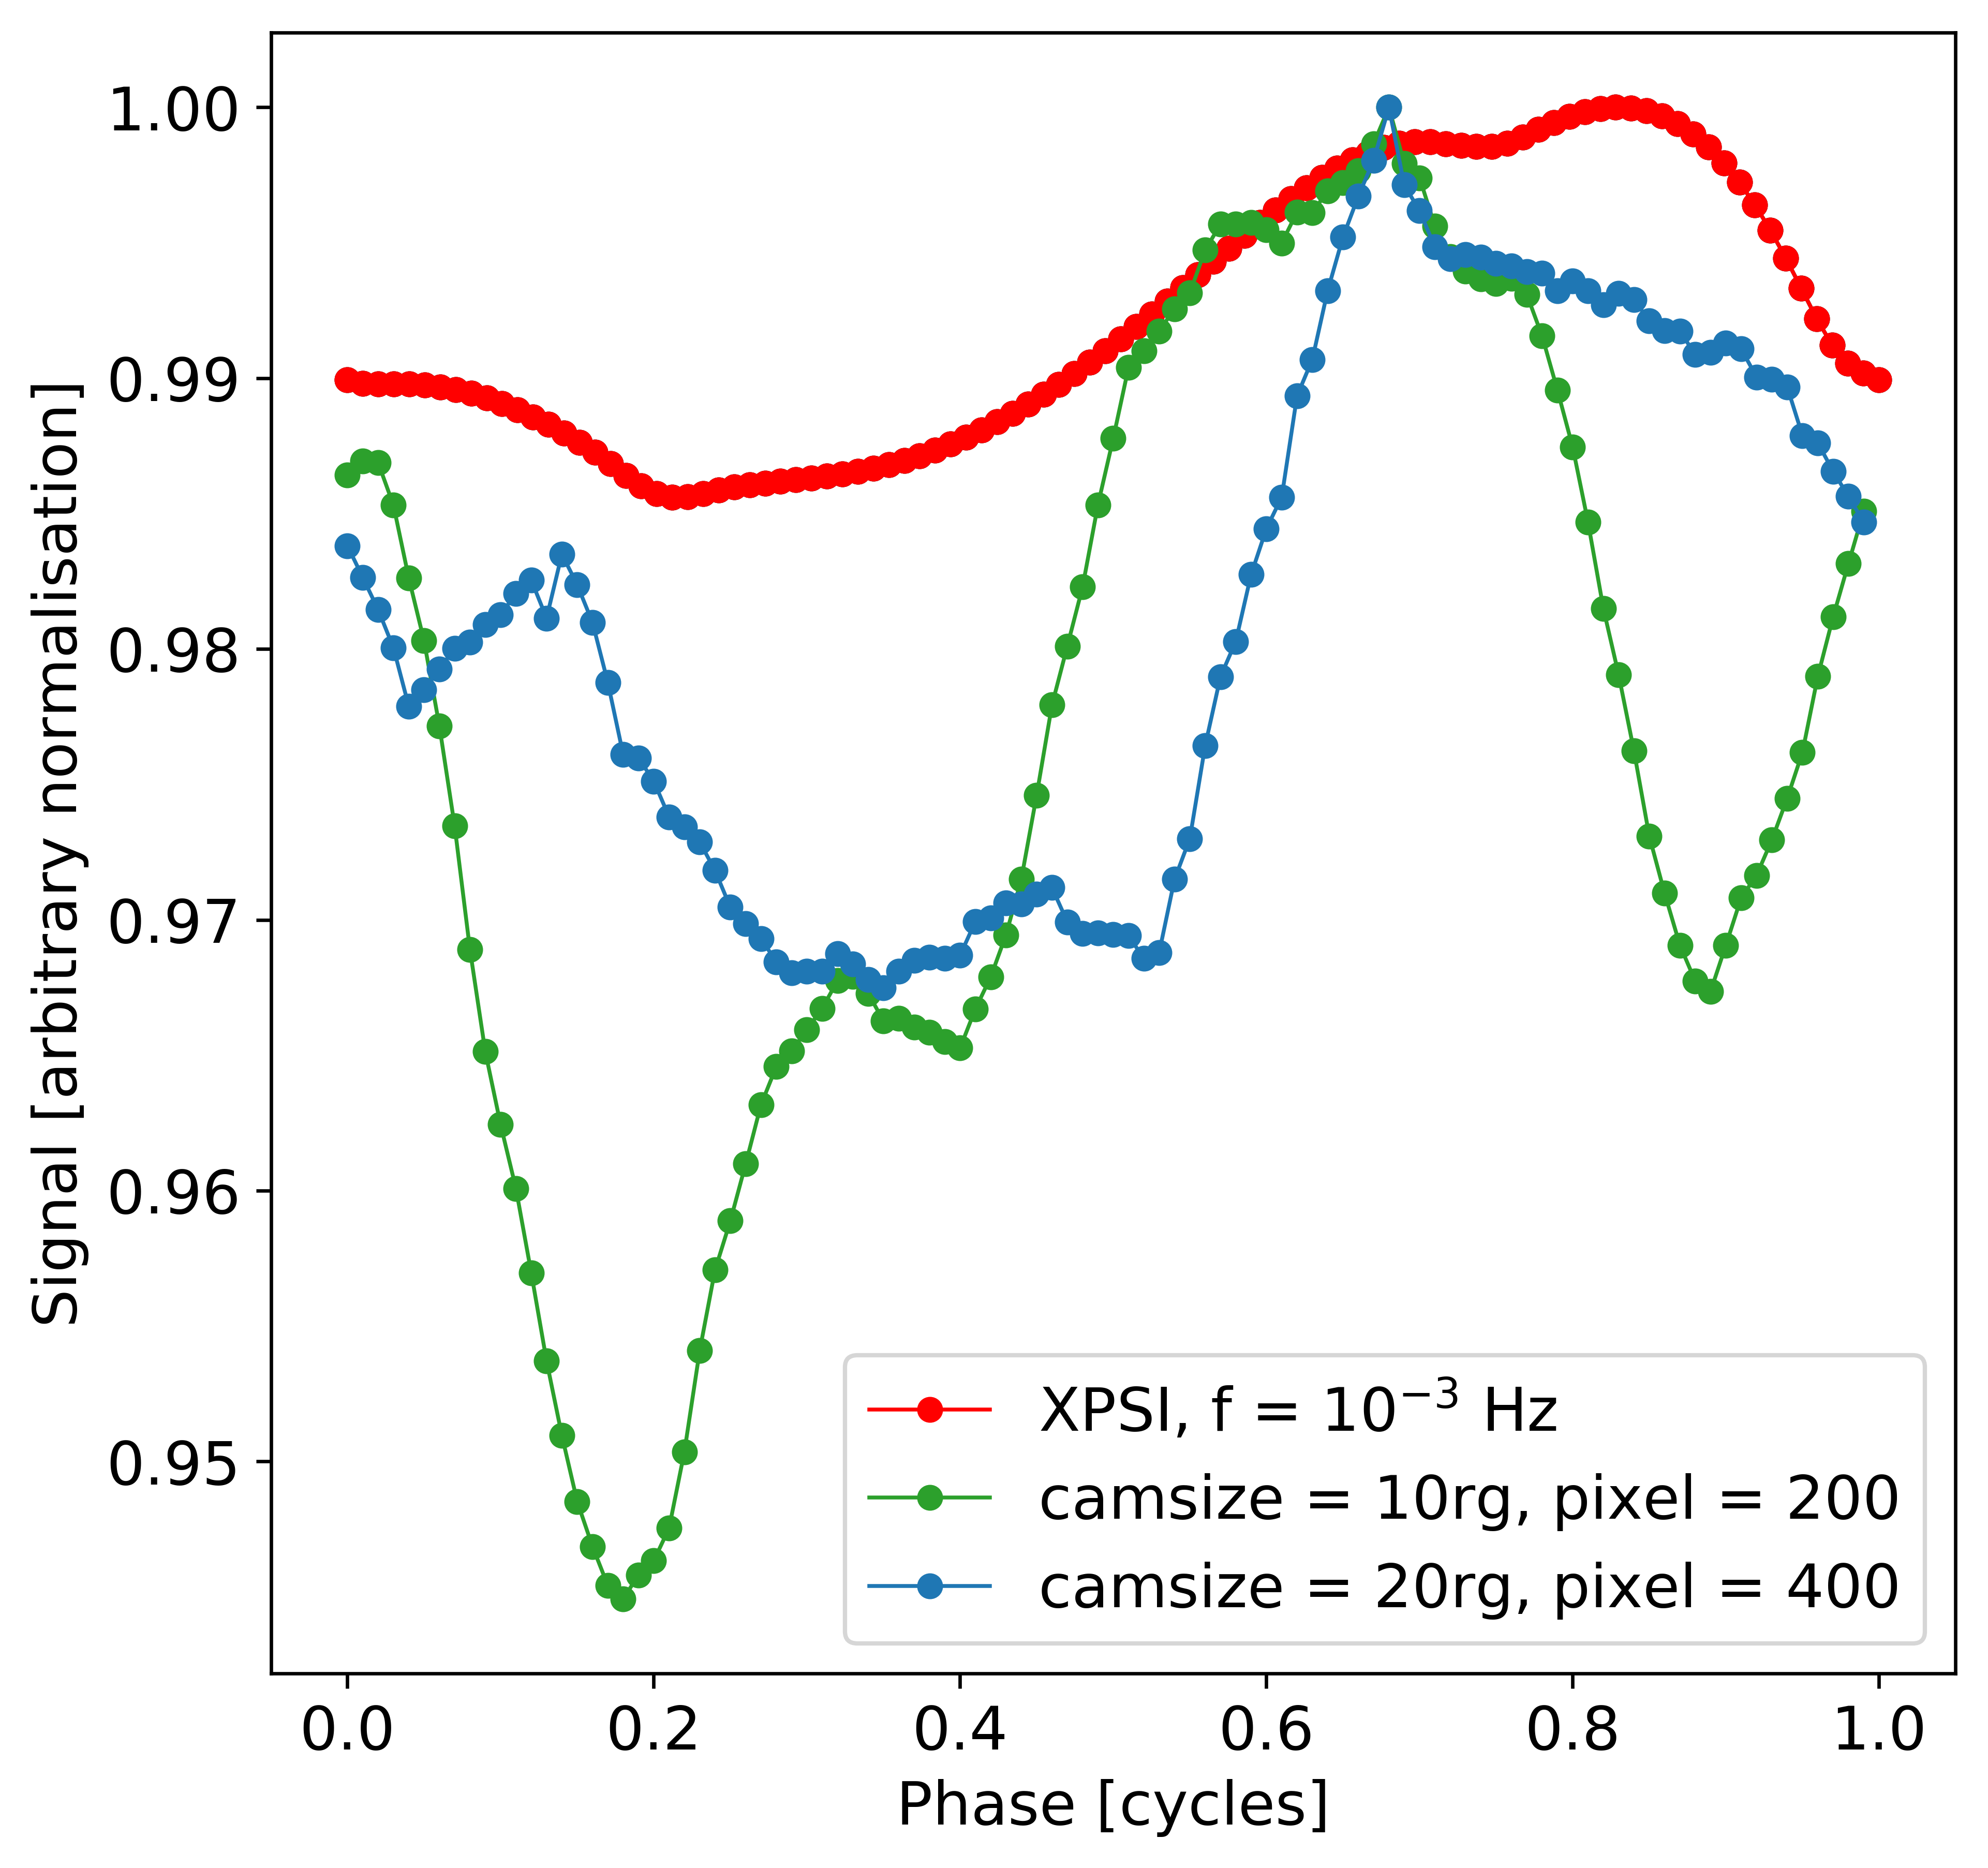 Signal [arbitrary normalisation]
1.00
0.99
0.98
0.97
0.96
0.95
XPSI, f = 10⁻³ Hz
camsize = 10rg, pixel = 200
camsize = 20rg, pixel = 400
0.0 0.2 0.4 0.6 0.8 1.0
Phase [cycles]